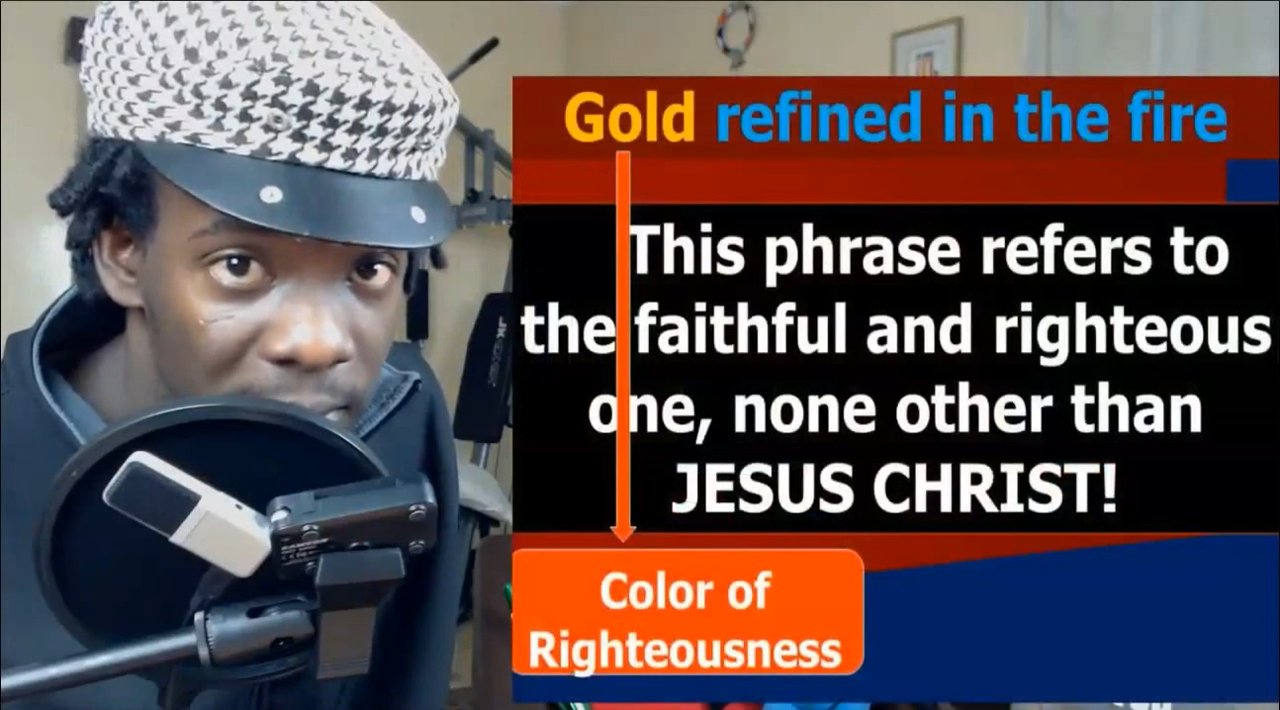 Gold refined in the fire
This phrase refers to
the faithful and righteous
one, none other than
JESUS CHRIST!
Color of
Righteousness